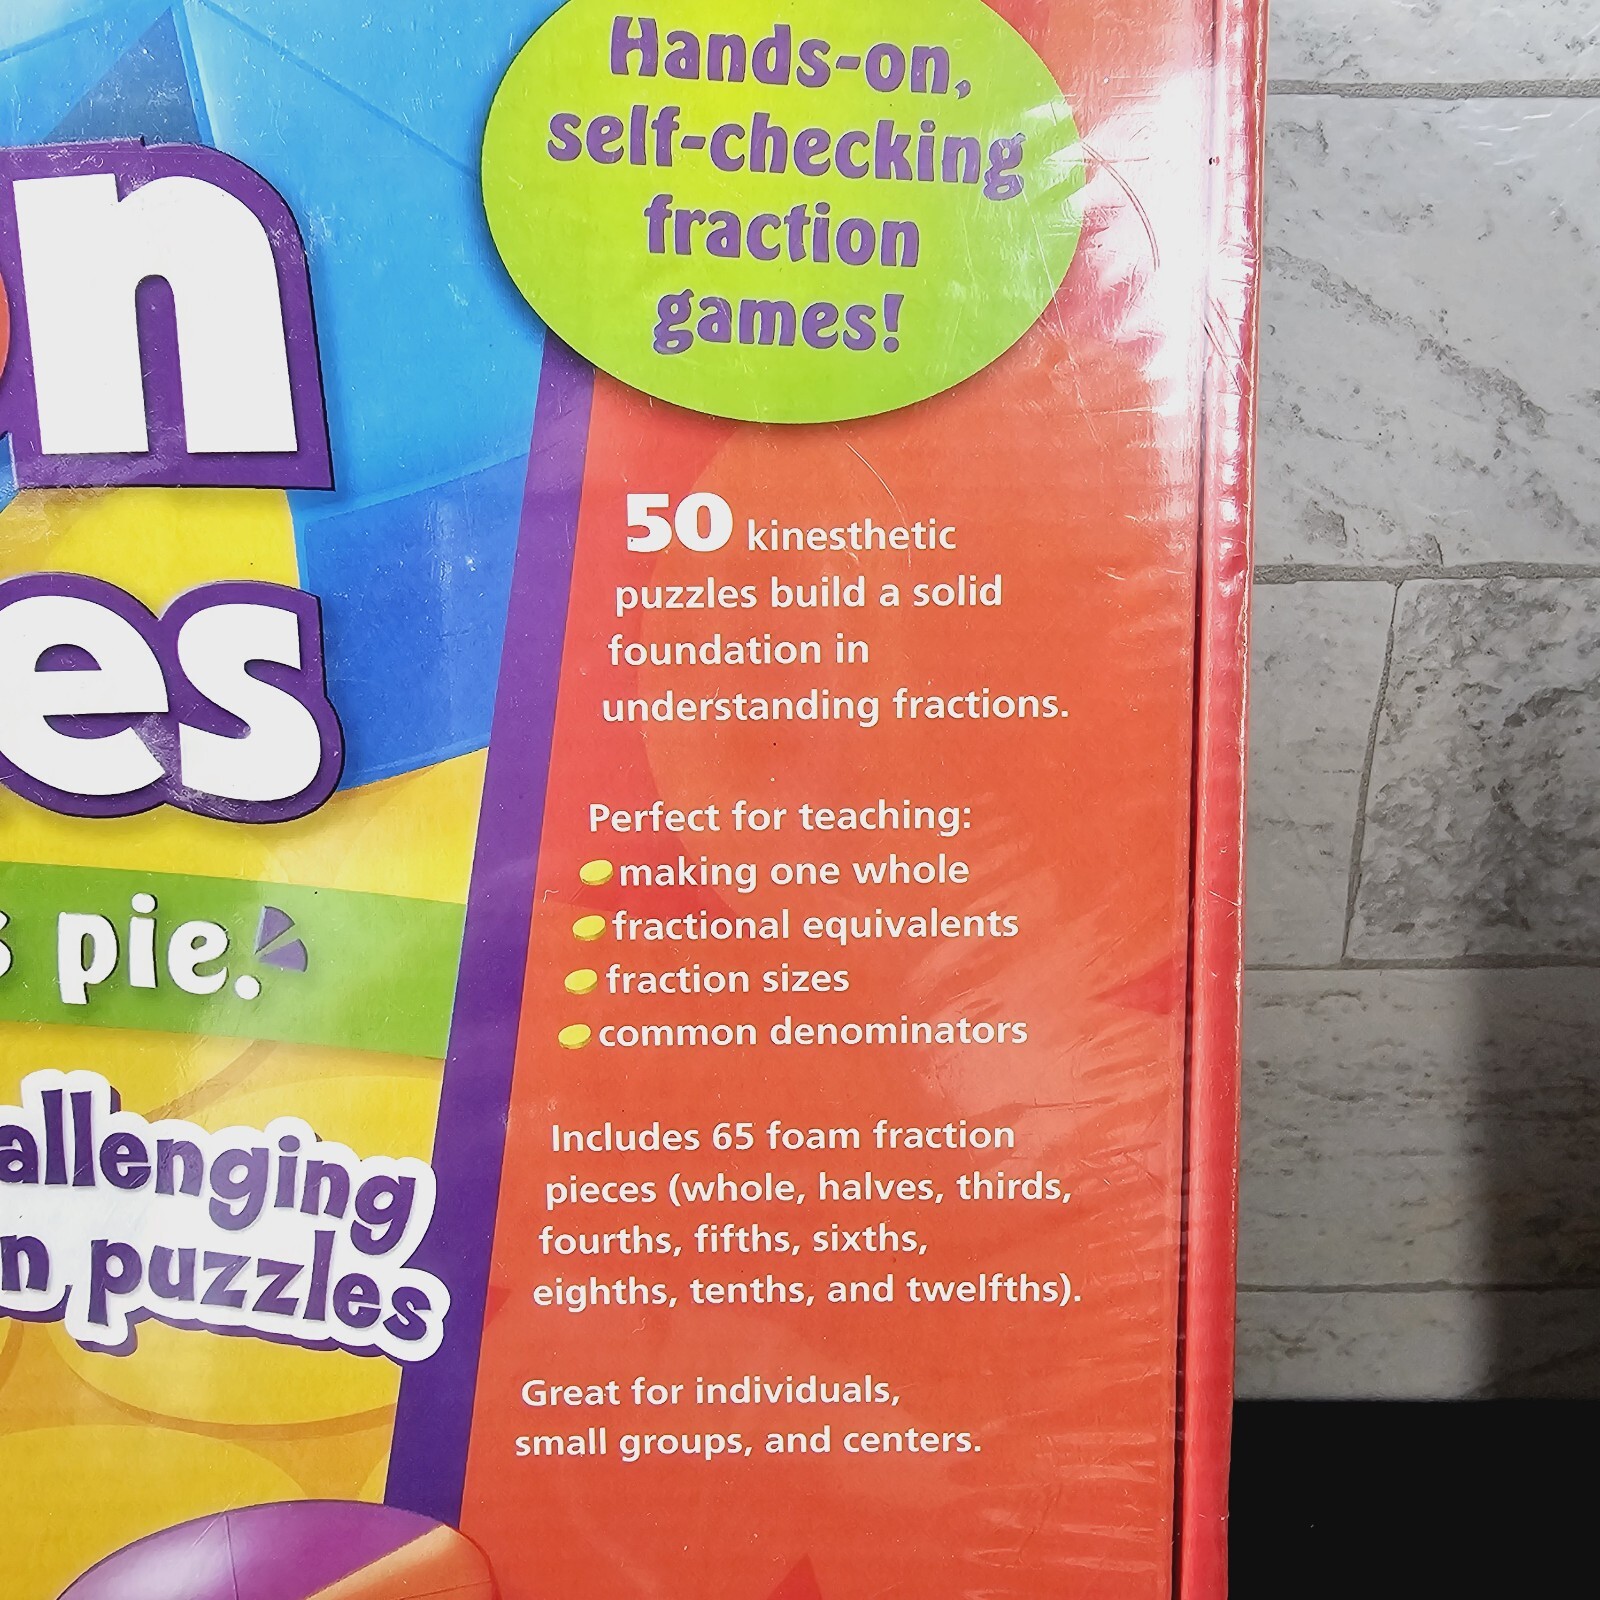 Hands-on,
self-checking
fraction
games!
n
es
s pie.
allenging
n puzzles
50 kinesthetic
puzzles build a solid
foundation in
understanding fractions.
Perfect for teaching:
making one whole
fractional equivalents
fraction sizes
common denominators
Includes 65 foam fraction
pieces (whole, halves, thirds,
fourths, fifths, sixths,
eighths, tenths, and twelfths).
Great for individuals,
small groups, and centers.